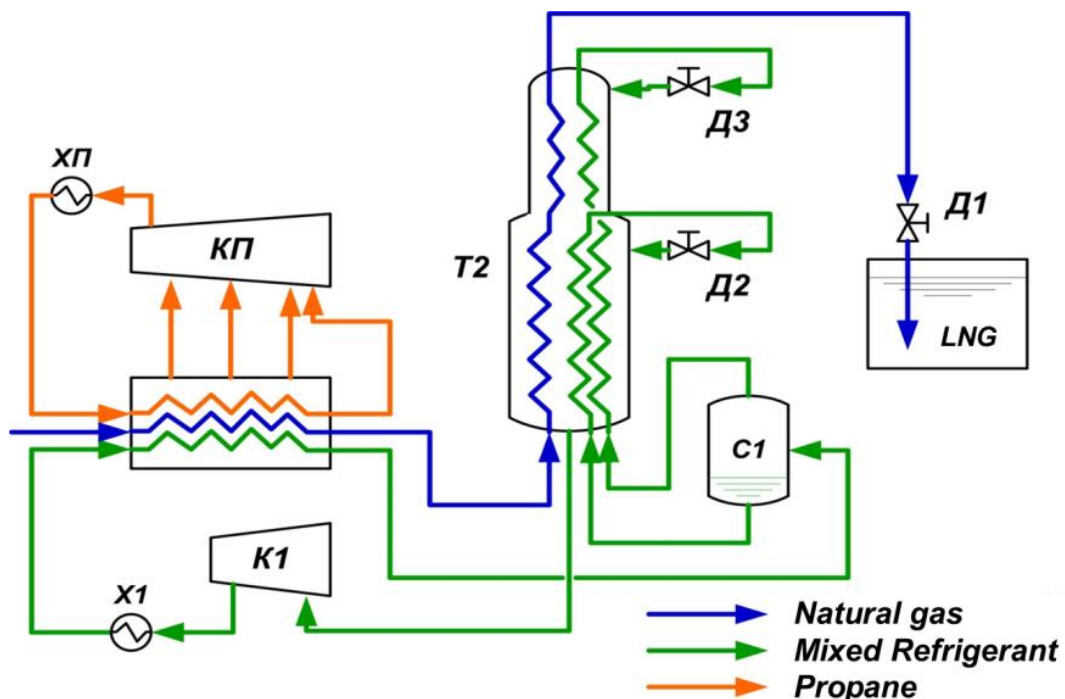 Д3
ХП
Д1
КП
Т2
Д2
LNG
С1
К1
Х1
Natural gas
Mixed Refrigerant
Propane